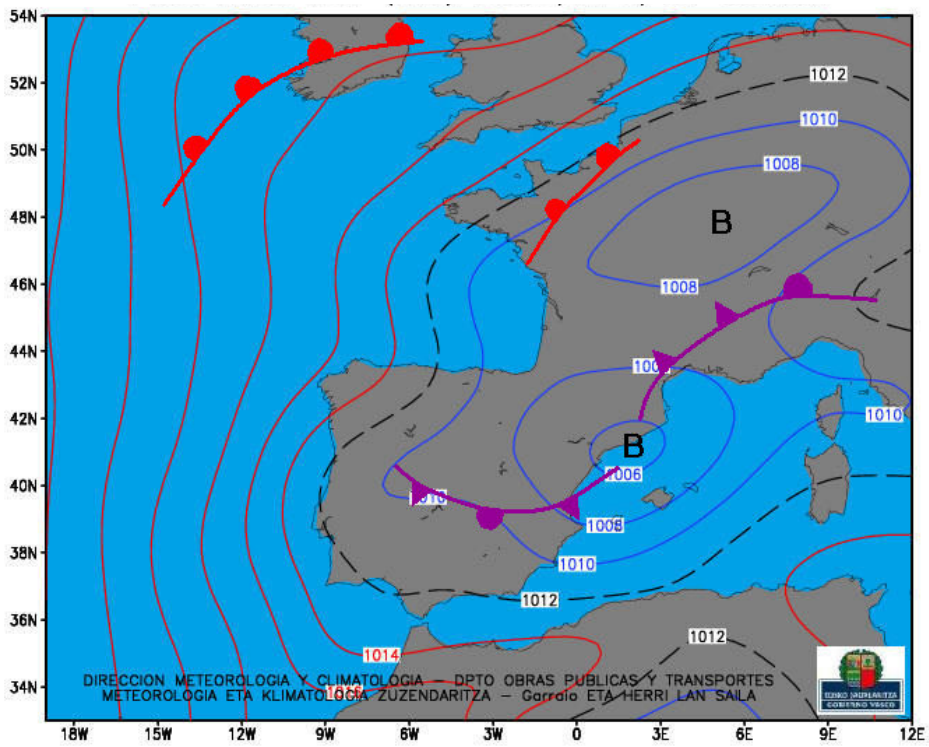 54N
52N
50N
48N
46N
44N
42N
40N
38N
36N
34N
1012
1010
1008
B
1008
1010
B
1006
1008
1010
1010
1012
1012
1014
1016
DIRECCION METEOROLOGIA Y CLIMATOLOGIA – DPTO OBRAS PUBLICAS Y TRANSPORTES
METEOROLOGIA ETA KLIMATOLOGIA ZUZENDARITZA – Garraio ETA HERRI LAN SAILA
EUSKO JAURLARITZA
GOBIERNO VASCO
18W 15W 12W 9W 6W 3W 0 3E 6E 9E 12E